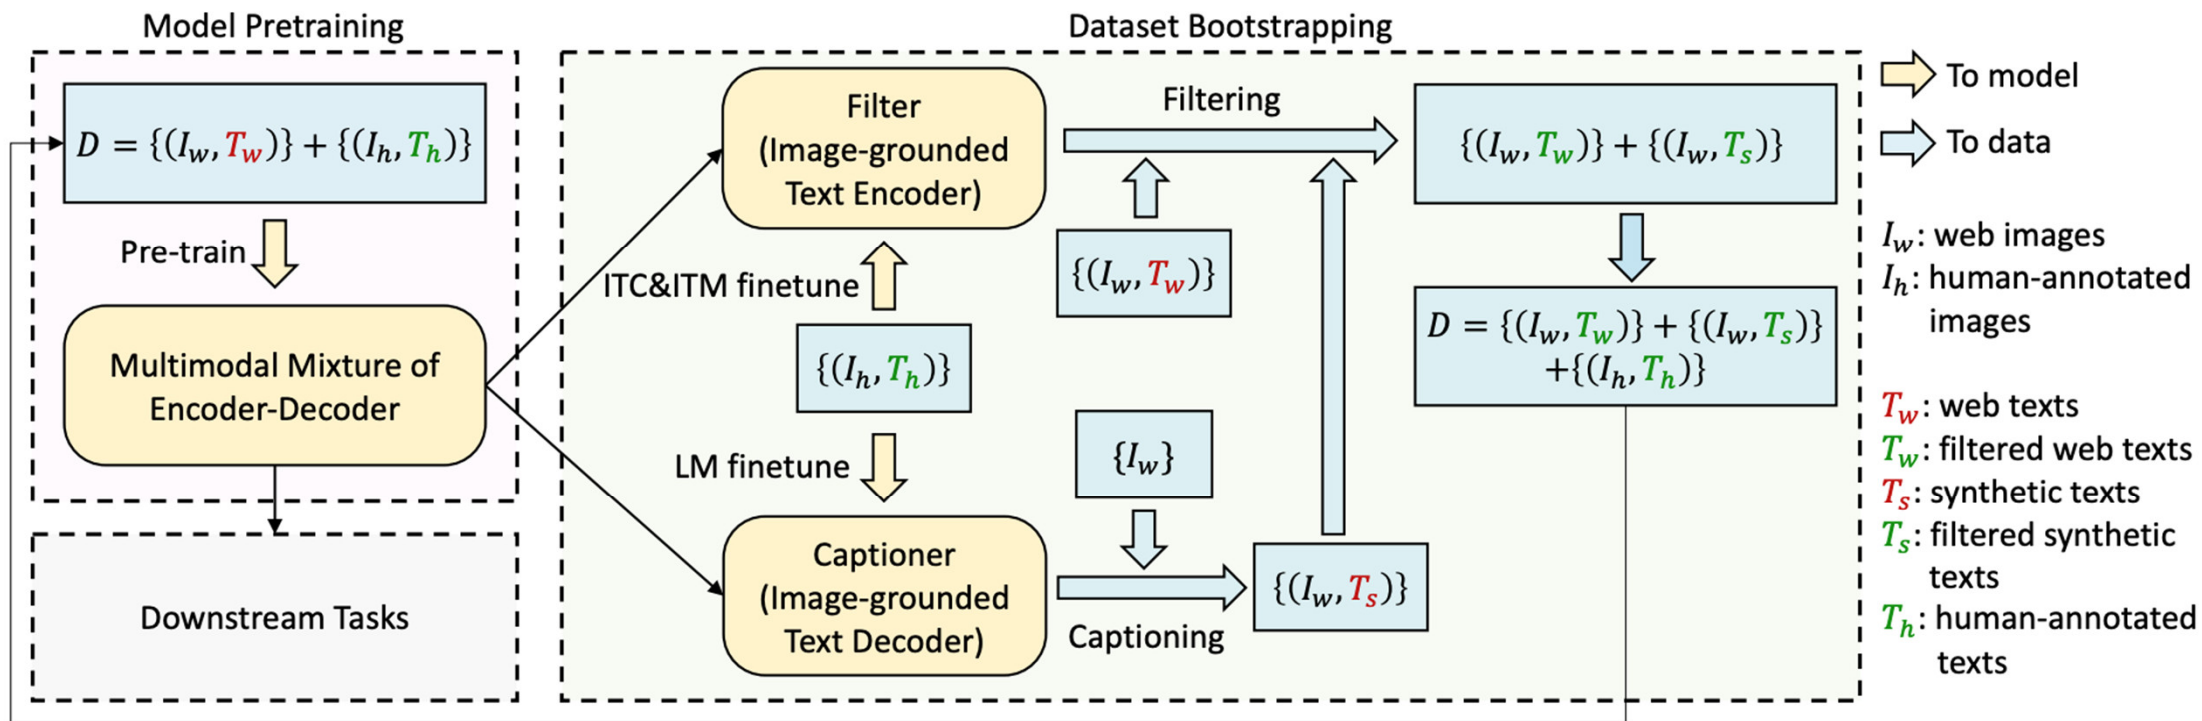 Model Pretraining
D = {(I_w, T_w)} + {(I_h, T_h)}
Pre-train
Multimodal Mixture of
Encoder-Decoder
Downstream Tasks
Dataset Bootstrapping
Filter
(Image-grounded
Text Encoder)
ITC&ITM finetune
{(I_h, T_h)}
LM finetune
Captioner
(Image-grounded
Text Decoder)
Filtering
{(I_w, T_w)}
{I_w}
Captioning
{(I_w, T_s)}
{(I_w, T_w)} + {(I_w, T_s)}
D = {(I_w, T_w)} + {(I_w, T_s)}
+{(I_h, T_h)}
To model
To data
I_w: web images
I_h: human-annotated
images
T_w: web texts
T_w: filtered web texts
T_s: synthetic texts
T_s: filtered synthetic
texts
T_h: human-annotated
texts